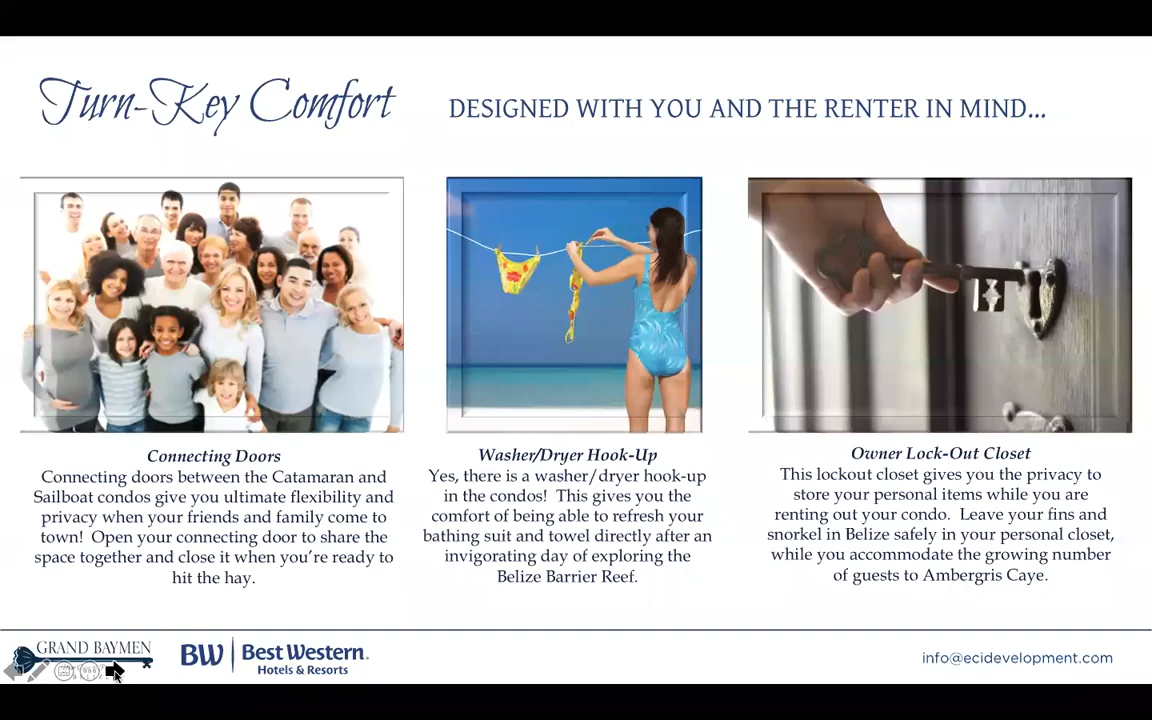 Turn-Key Comfort
DESIGNED WITH YOU AND THE RENTER IN MIND...
Connecting Doors
Connecting doors between the Catamaran and
Sailboat condos give you ultimate flexibility and
privacy when your friends and family come to
town!  Open your connecting door to share the
space together and close it when you're ready to
hit the hay.
Washer/Dryer Hook-Up
Yes, there is a washer/dryer hook-up
in the condos!  This gives you the
comfort of being able to refresh your
bathing suit and towel directly after an
invigorating day of exploring the
Belize Barrier Reef.
Owner Lock-Out Closet
This lockout closet gives you the privacy to
store your personal items while you are
renting out your condo.  Leave your fins and
snorkel in Belize safely in your personal closet,
while you accommodate the growing number
of guests to Ambergris Caye.
GRAND BAYMEN
BW
Best Western.
Hotels & Resorts
info@ecidevelopment.com